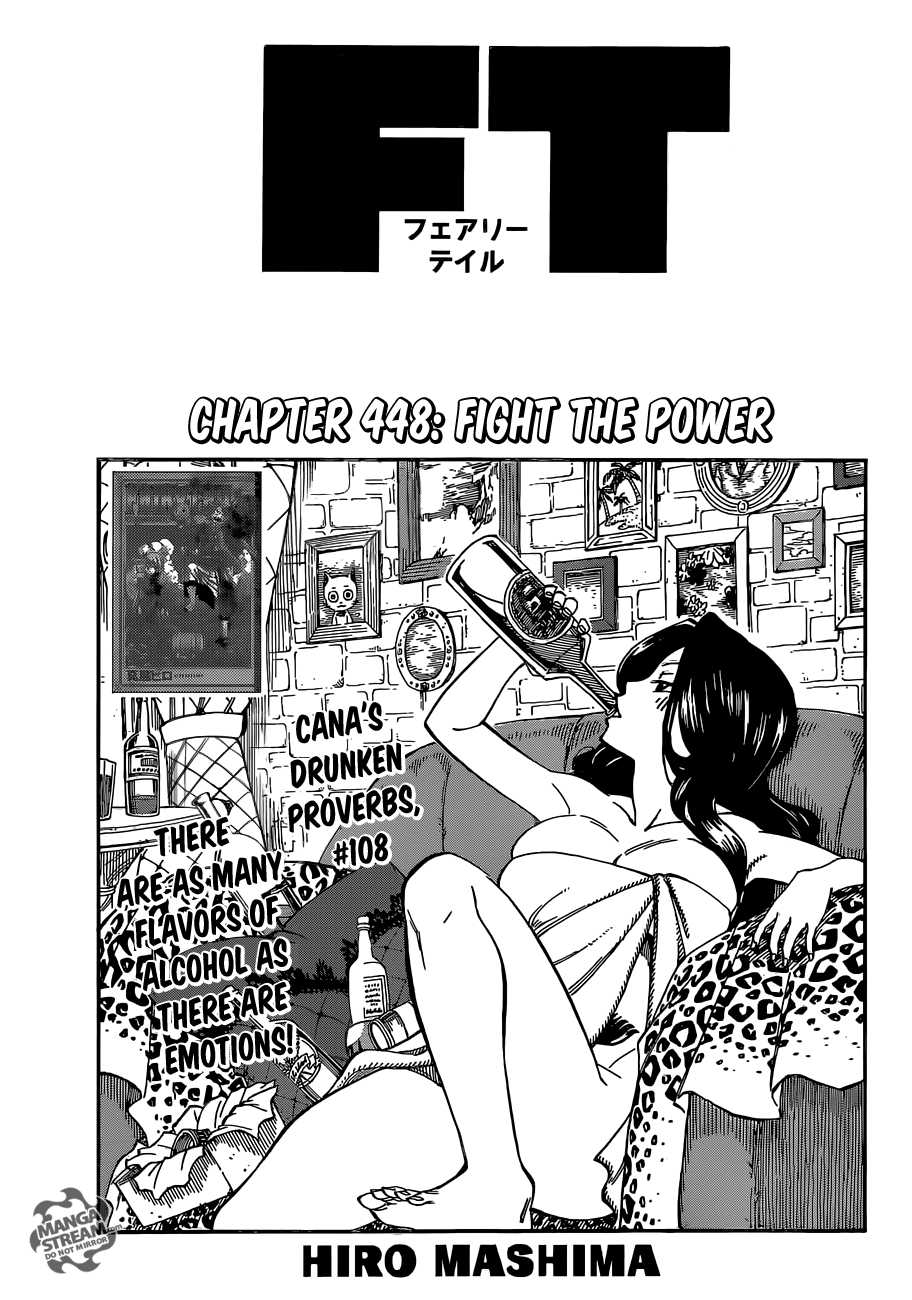 FT
フェアリー
テイル
CHAPTER 448: FIGHT THE POWER
CANA'S
DRUNKEN
PROVERBS,
#108
THERE
ARE AS MANY
FLAVORS OF
ALCOHOL AS
THERE ARE
EMOTIONS!
MANGA
STREAM.com
DO NOT MIRROR
HIRO MASHIMA